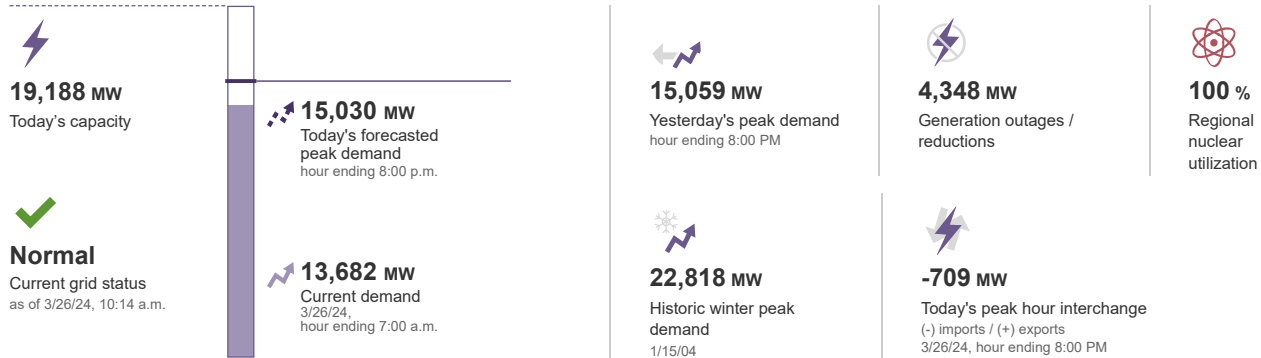 19,188 MW
Today's capacity
Normal
Current grid status
as of 3/26/24, 10:14 a.m.
15,030 MW
Today's forecasted
peak demand
hour ending 8:00 p.m.
13,682 MW
Current demand
3/26/24,
hour ending 7:00 a.m.
15,059 MW
Yesterday's peak demand
hour ending 8:00 PM
4,348 MW
Generation outages /
reductions
100 %
Regional
nuclear
utilization
22,818 MW
Historic winter peak
demand
1/15/04
-709 MW
Today's peak hour interchange
(-) imports / (+) exports
3/26/24, hour ending 8:00 PM